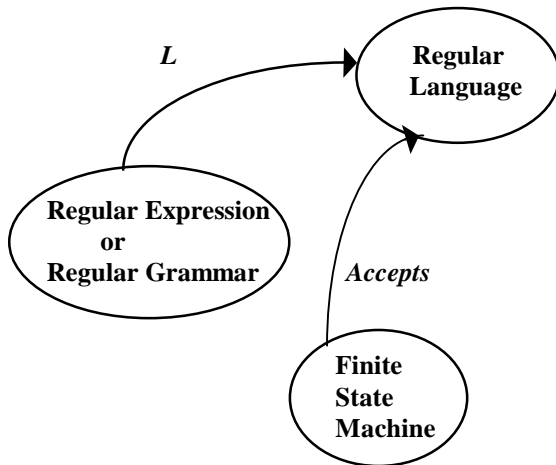 L
Regular
Language
Regular Expression
or
Regular Grammar
Accepts
Finite
State
Machine